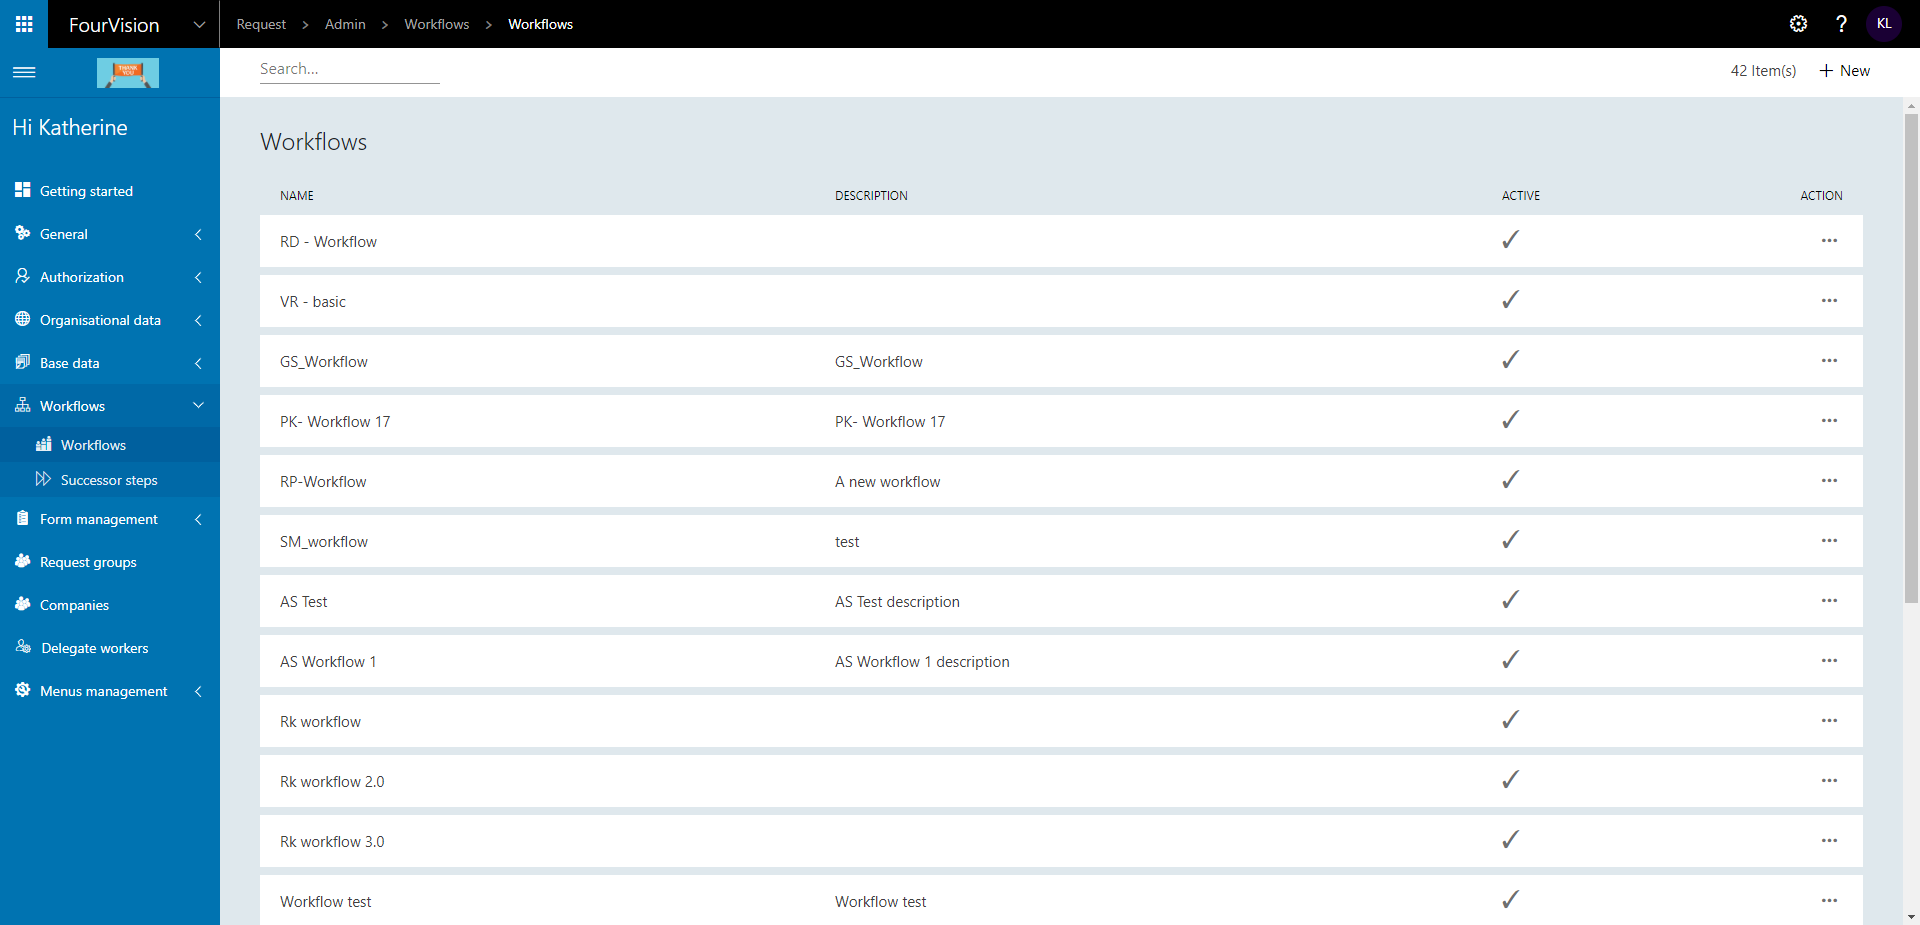 FourVision
Request > Admin > Workflows > Workflows
? KL
THANK YOU
Search...
42 Item(s)
+ New
Hi Katherine
Getting started
General
Authorization
Organisational data
Base data
Workflows
Workflows
Successor steps
Form management
Request groups
Companies
Delegate workers
Menus management
Workflows
NAME DESCRIPTION ACTIVE ACTION
RD - Workflow
VR - basic
GS_Workflow GS_Workflow
PK- Workflow 17 PK- Workflow 17
RP-Workflow A new workflow
SM_workflow test
AS Test AS Test description
AS Workflow 1 AS Workflow 1 description
Rk workflow
Rk workflow 2.0
Rk workflow 3.0
Workflow test Workflow test